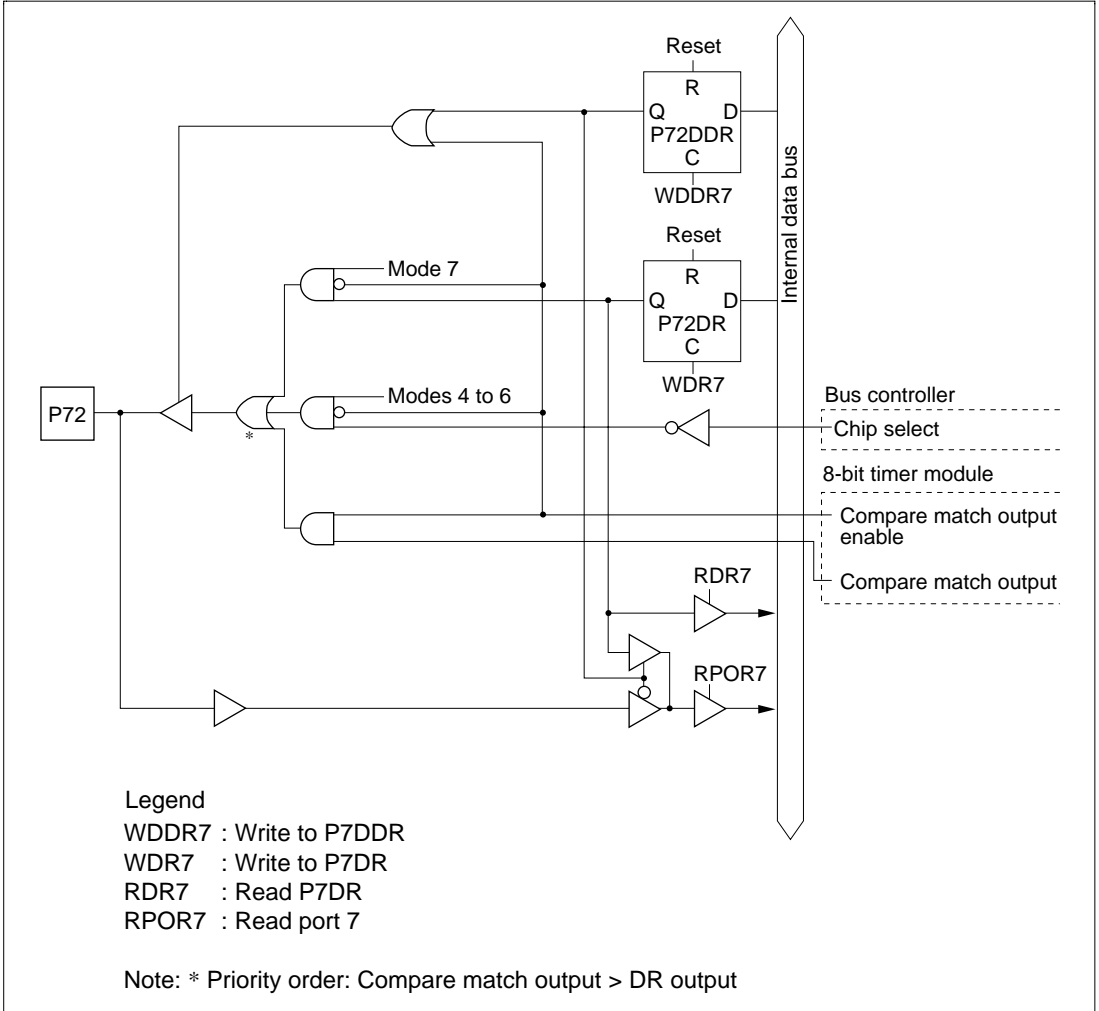 Reset
R
Q D
P72DDR
C
WDDR7
Internal data bus
Reset
Mode 7
R
Q D
P72DR
C
WDR7
Modes 4 to 6
P72
*
Bus controller
Chip select
8-bit timer module
Compare match output
enable
Compare match output
RDR7
RPOR7
Legend
WDDR7 : Write to P7DDR
WDR7 : Write to P7DR
RDR7 : Read P7DR
RPOR7 : Read port 7
Note: * Priority order: Compare match output > DR output